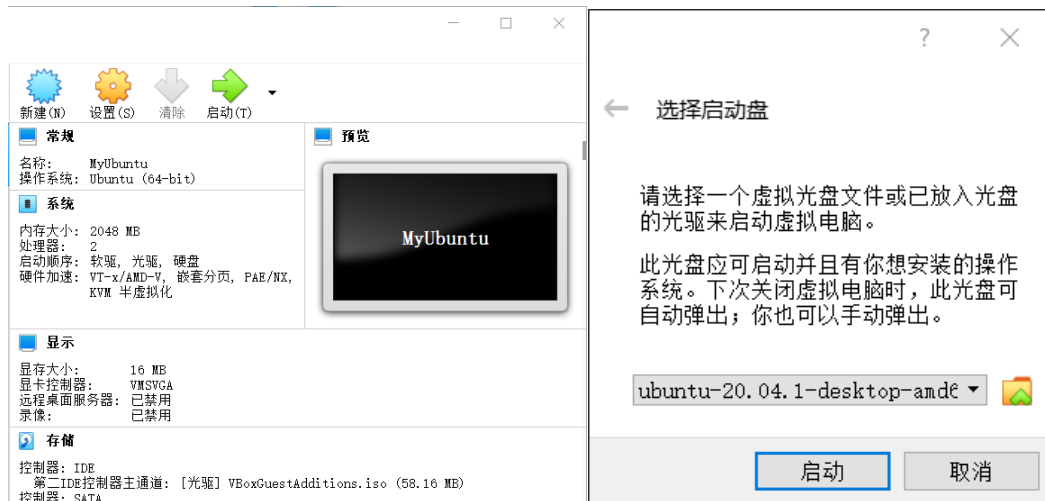 新建(N) 设置(S) 清除 启动(T)
常规
名称: MyUbuntu
操作系统: Ubuntu (64-bit)
系统
内存大小: 2048 MB
处理器: 2
启动顺序: 软驱, 光驱, 硬盘
硬件加速: VT-x/AMD-V, 嵌套分页, PAE/NX,
KVM 半虚拟化
预览
MyUbuntu
显示
显存大小: 16 MB
显卡控制器: VMSVGA
远程桌面服务器: 已禁用
录像: 已禁用
存储
控制器: IDE
第二IDE控制器主通道: [光驱] VBoxGuestAdditions.iso (58.16 MB)
控制器: SATA
?
选择启动盘
请选择一个虚拟光盘文件或已放入光盘
的光驱来启动虚拟电脑。
此光盘应可启动并且有你想安装的操作
系统。下次关闭虚拟电脑时，此光盘可
自动弹出；你也可以手动弹出。
ubuntu-20.04.1-desktop-amd6
启动 取消